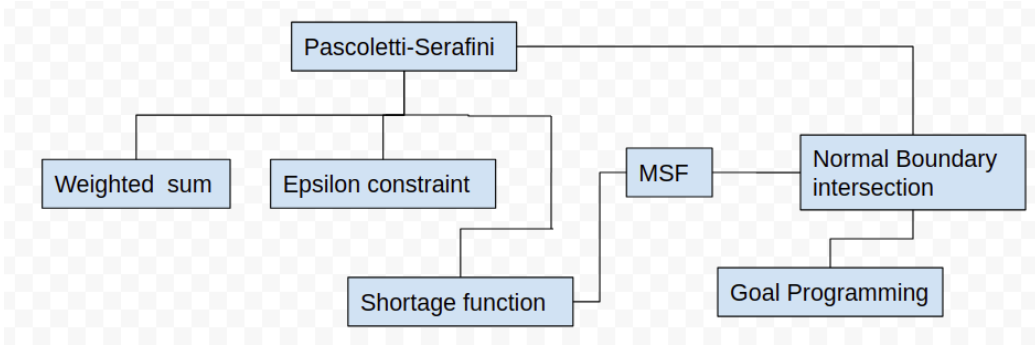 Pascoletti-Serafini
Weighted sum
Epsilon constraint
MSF
Normal Boundary
intersection
Shortage function
Goal Programming